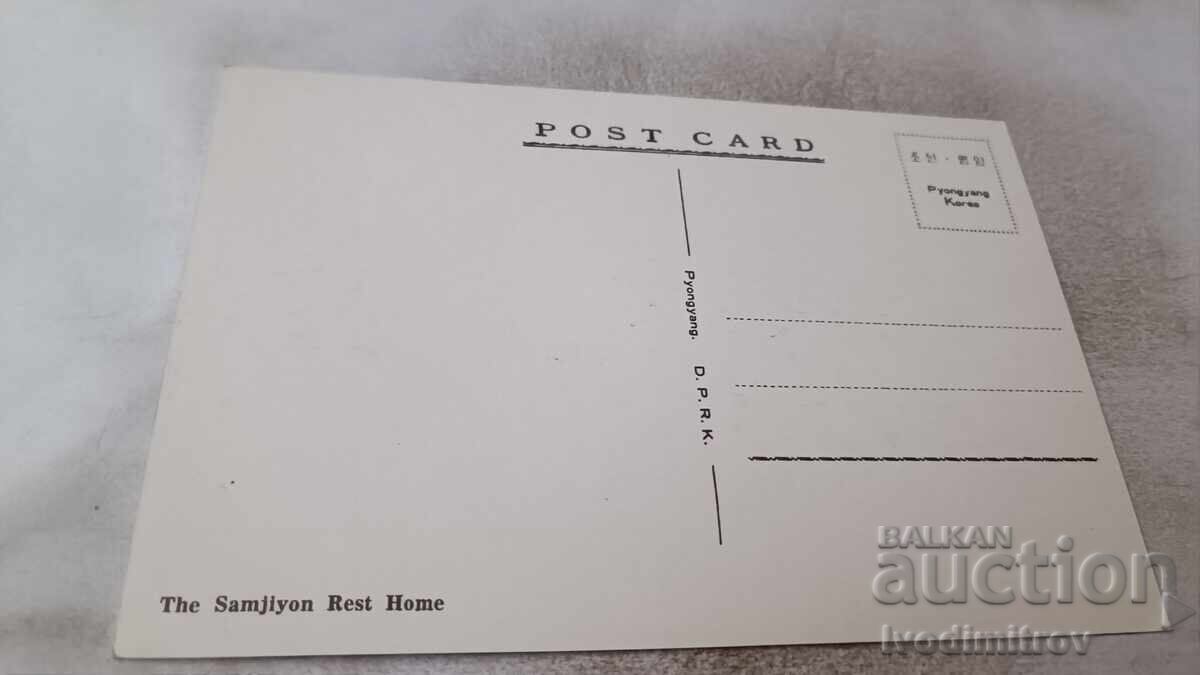 POST CARD
조선 · 평양
Pyongyang
Korea
Pyongyang. D. P. R. K.
The Samjiyon Rest Home
BALKAN
auction
Ivodimitrov